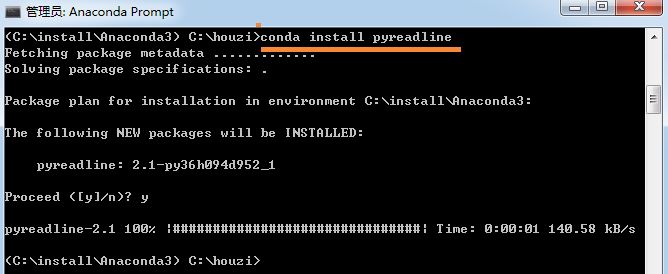 管理员: Anaconda Prompt
(C:\install\Anaconda3) C:\houzi>conda install pyreadline
Fetching package metadata .............
Solving package specifications: .
Package plan for installation in environment C:\install\Anaconda3:
The following NEW packages will be INSTALLED:
pyreadline: 2.1-py36h094d952_1
Proceed ([y]/n)? y
pyreadline-2.1 100% |###############################| Time: 0:00:01 140.58 kB/s
(C:\install\Anaconda3) C:\houzi>